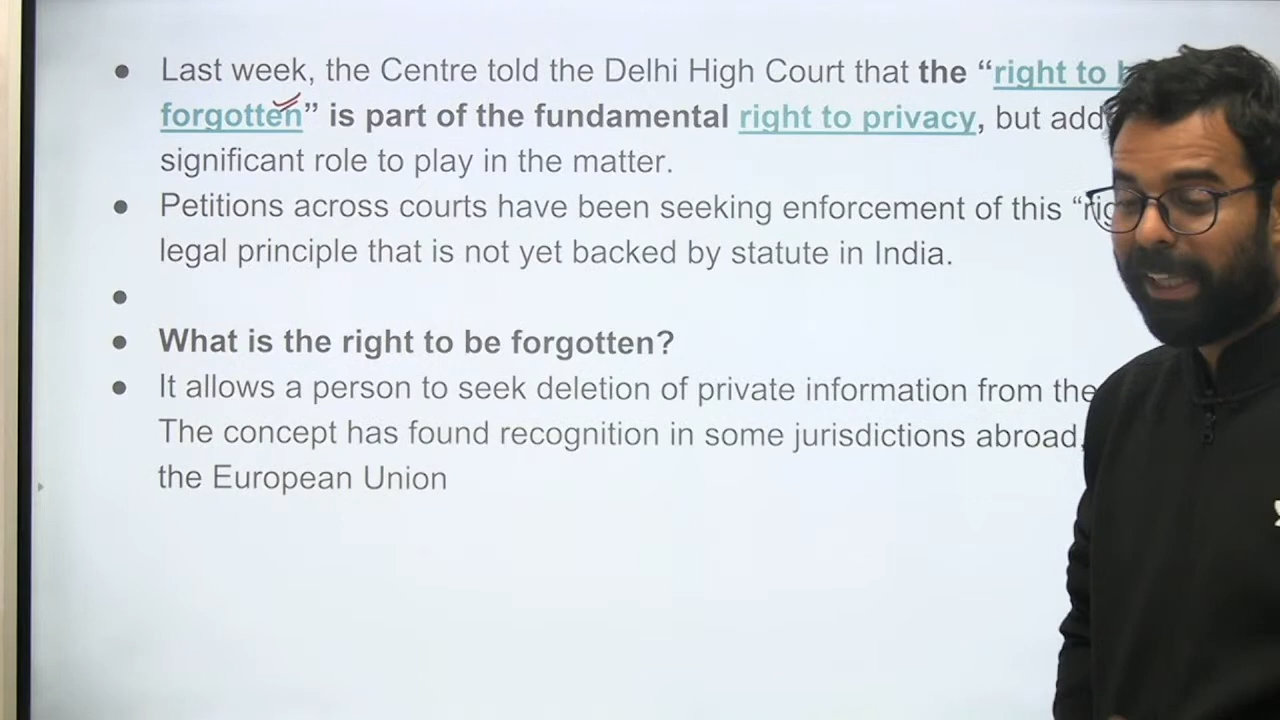 Last week, the Centre told the Delhi High Court that the “right to
forgotten” is part of the fundamental right to privacy, but
significant role to play in the matter.
Petitions across courts have been seeking enforcement of this
legal principle that is not yet backed by statute in India.
What is the right to be forgotten?
It allows a person to seek deletion of private information from the
The concept has found recognition in some jurisdictions abroad,
the European Union